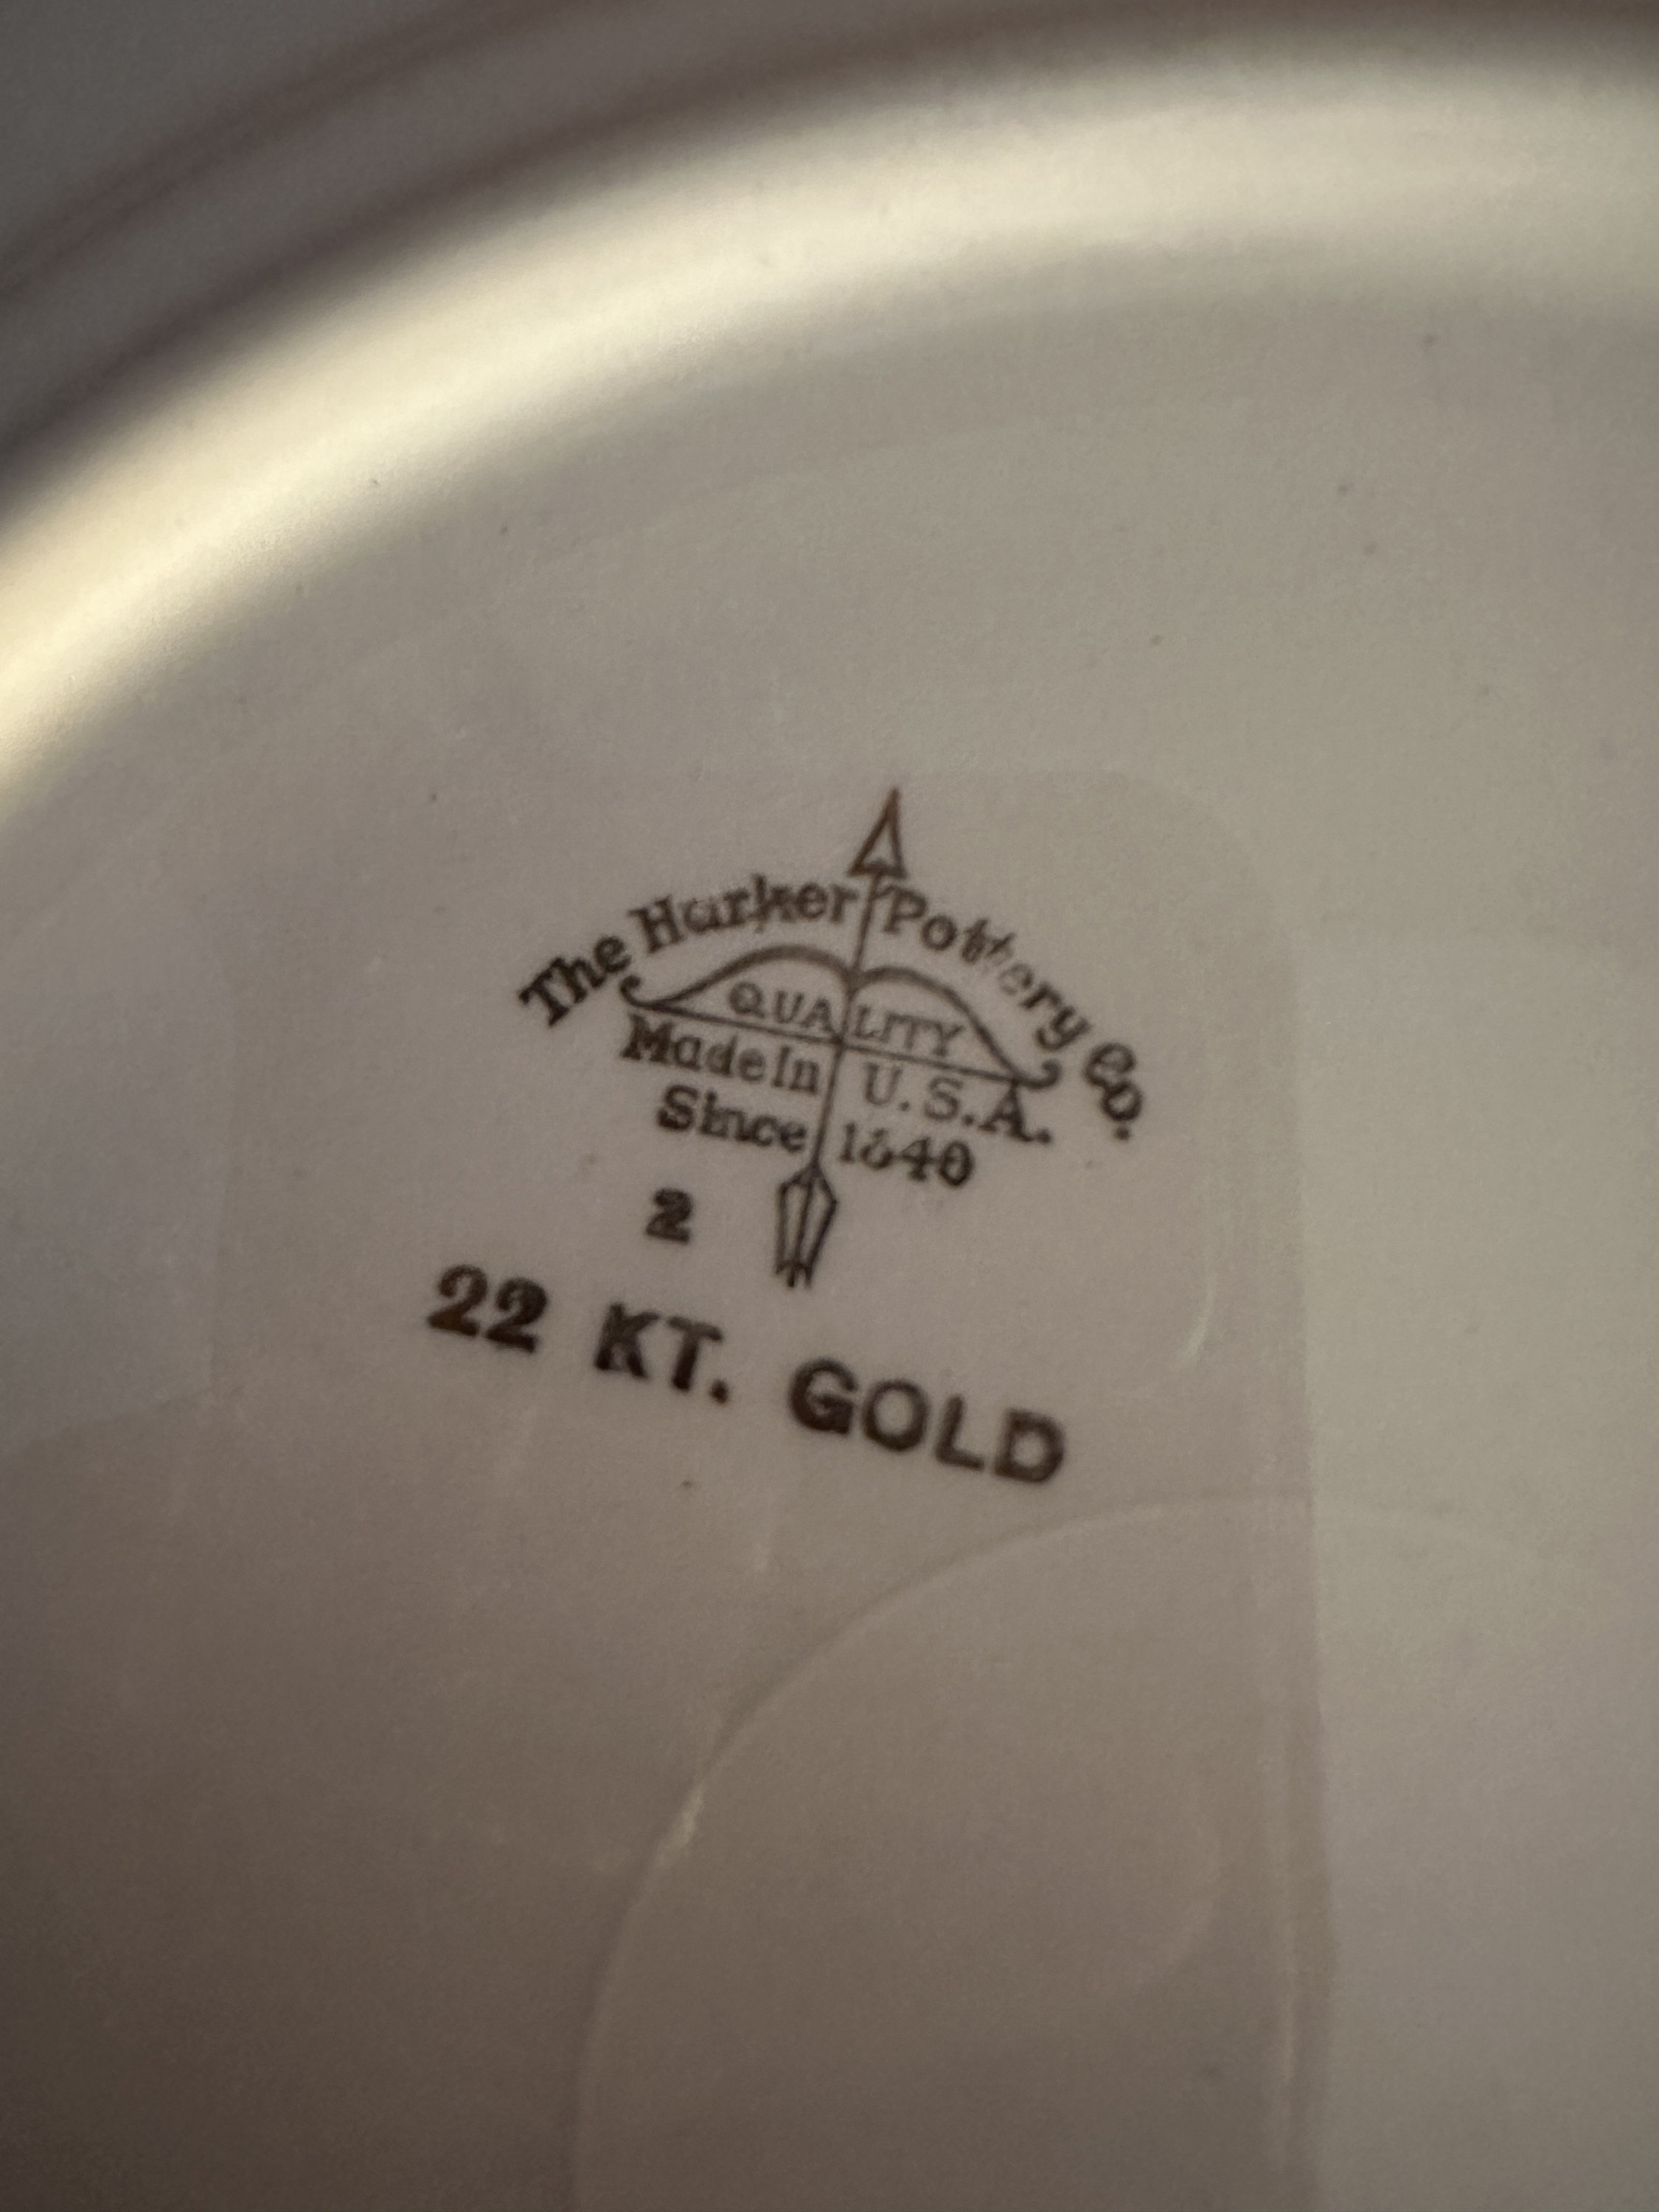 The Harker Pottery Co.
QUALITY
Made In U.S.A.
Since 1840
2
22 KT. GOLD